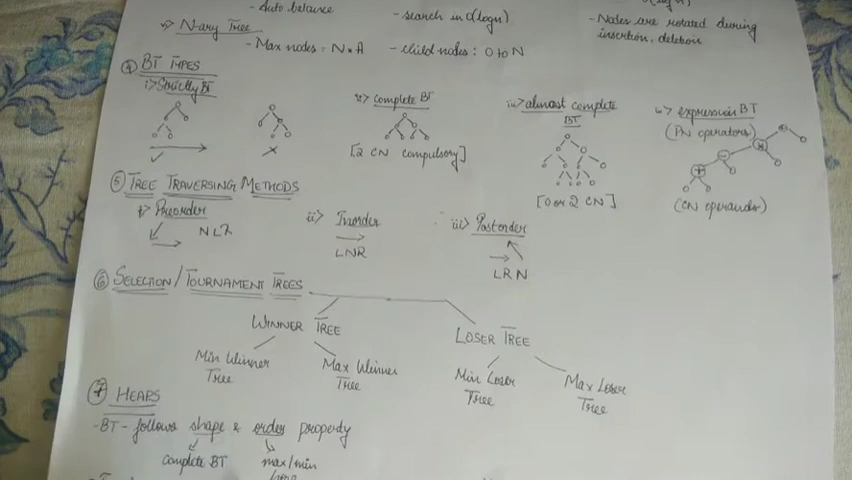 - Auto balance
- search in O(logn)
- Nodes are rotated during
insertion, deletion
N-ary Tree
- Max nodes = N*A
- child nodes : 0 to N
④ BT TYPES
i> Strictly BT
ii> complete BT
[2 CN compulsory]
iii> almost complete
BT
[0 or 2 CN]
iv> expression BT
(PN operators)
(CN operander)
⑤ TREE TRAVERSING METHODS
i> Preorder
NLR
ii> Inorder
LNR
iii> Postorder
LRN
⑥ SELECTION/TOURNAMENT TREES
WINNER TREE
LOSER TREE
Min Winner
Tree
Max Winner
Tree
Min Loser
Tree
Max Loser
Tree
⑦ HEAPS
- BT - follows shape & order property
complete BT
max/min